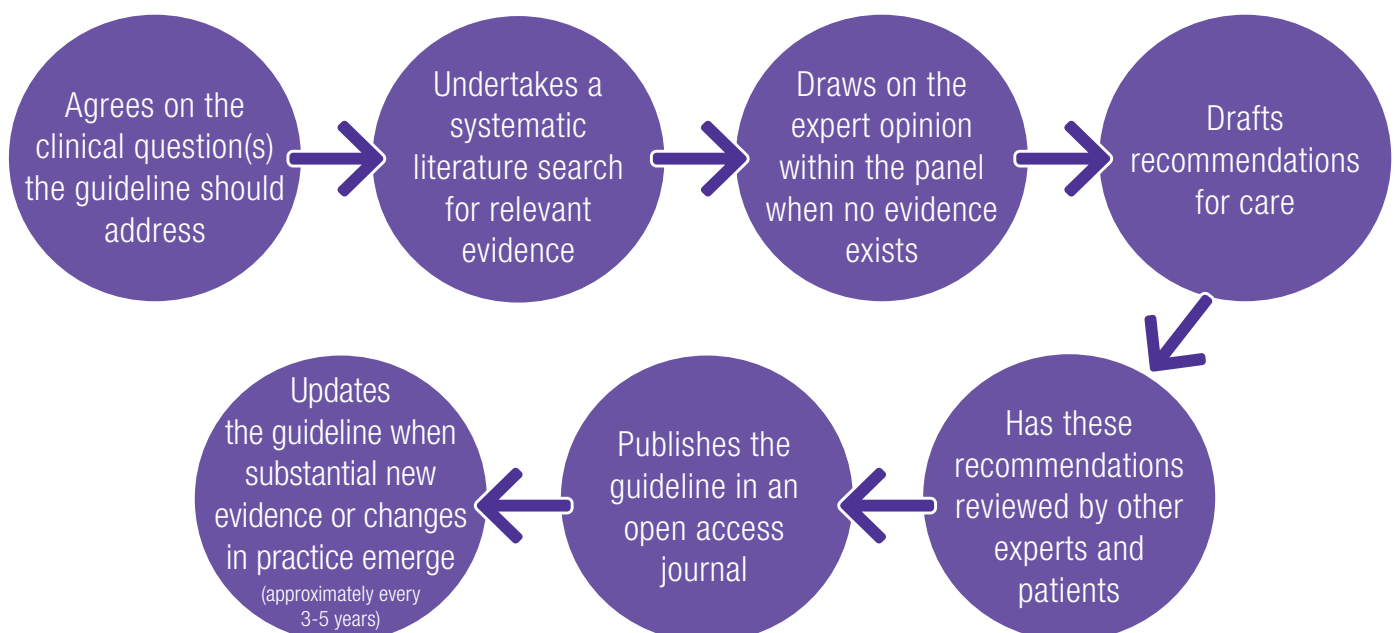 Agrees on the
clinical question(s)
the guideline should
address
Undertakes a
systematic
literature search
for relevant
evidence
Draws on the
expert opinion
within the panel
when no evidence
exists
Drafts
recommendations
for care
Has these
recommendations
reviewed by other
experts and
patients
Publishes the
guideline in an
open access
journal
Updates
the guideline when
substantial new
evidence or changes
in practice emerge
(approximately every
3-5 years)